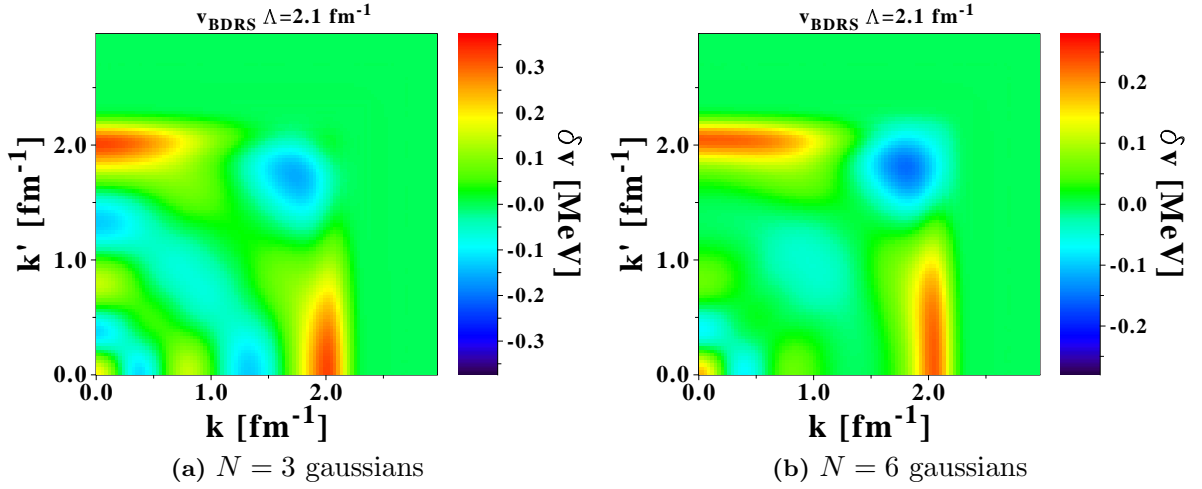 v_BDRS Λ=2.1 fm^-1
0.3
0.2
0.1
0.0
-0.1
-0.2
-0.3
δ v [MeV]
2.0
1.0
0.0
k' [fm^-1]
0.0 1.0 2.0
k [fm^-1]
(a) N = 3 gaussians
v_BDRS Λ=2.1 fm^-1
0.2
0.1
0.0
-0.1
-0.2
δ v [MeV]
2.0
1.0
0.0
k' [fm^-1]
0.0 1.0 2.0
k [fm^-1]
(b) N = 6 gaussians